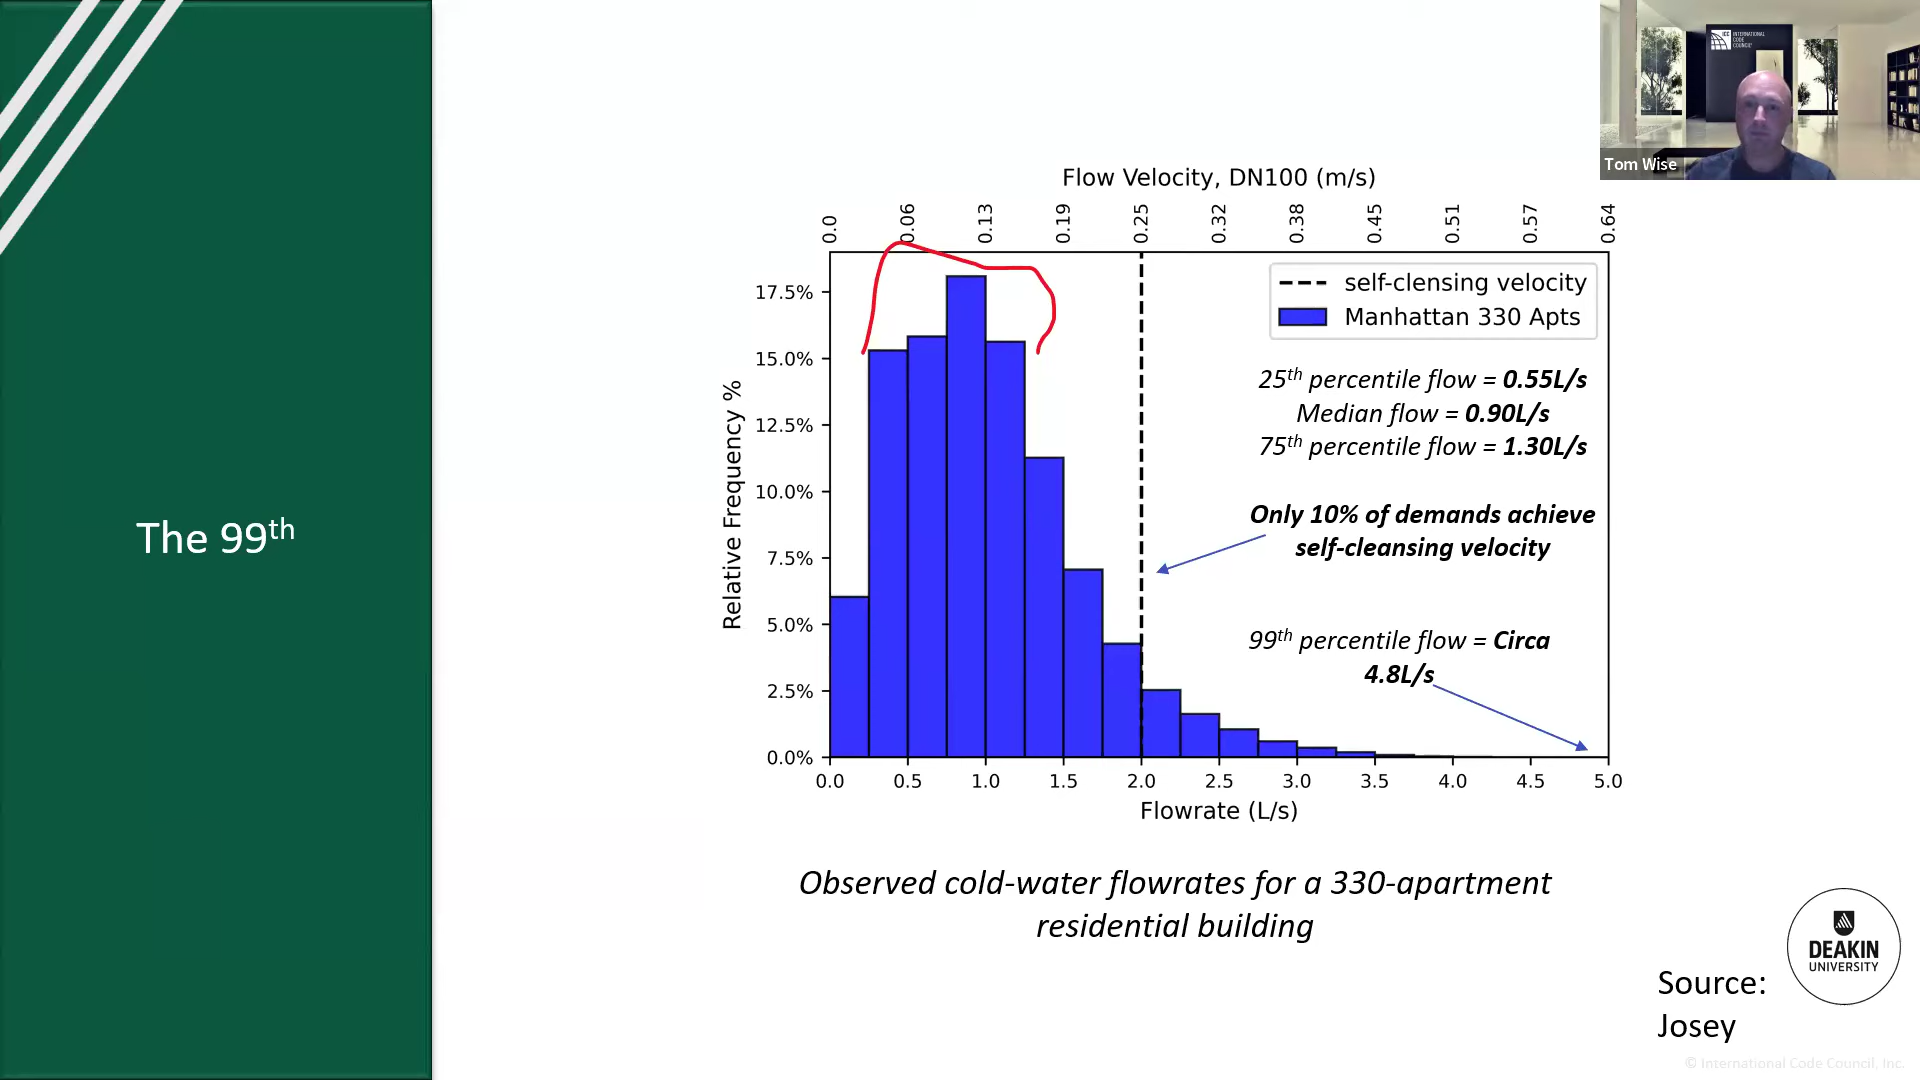 The 99th
Flow Velocity, DN100 (m/s)
0.0 0.06 0.13 0.19 0.25 0.32 0.38 0.45 0.51 0.57 0.64
self-clensing velocity
Manhattan 330 Apts
25th percentile flow = 0.55L/s
Median flow = 0.90L/s
75th percentile flow = 1.30L/s
Only 10% of demands achieve
self-cleansing velocity
99th percentile flow = Circa
4.8L/s
Relative Frequency %
17.5%
15.0%
12.5%
10.0%
7.5%
5.0%
2.5%
0.0%
0.0 0.5 1.0 1.5 2.0 2.5 3.0 3.5 4.0 4.5 5.0
Flowrate (L/s)
Observed cold-water flowrates for a 330-apartment
residential building
ICC INTERNATIONAL
CODE
COUNCIL
Tom Wise
DEAKIN
UNIVERSITY
Source:
Josey
© International Code Council, Inc.